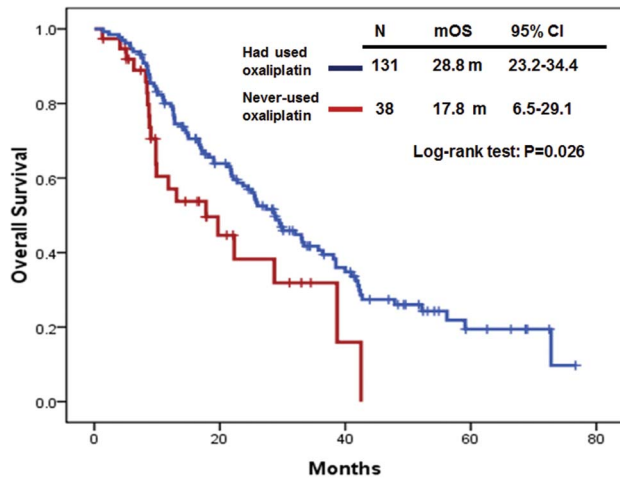 N mOS 95% CI
Had used
oxaliplatin 131 28.8 m 23.2-34.4
Never-used
oxaliplatin 38 17.8 m 6.5-29.1
Log-rank test: P=0.026
Overall Survival
1.0
0.8
0.6
0.4
0.2
0.0
0 20 40 60 80
Months